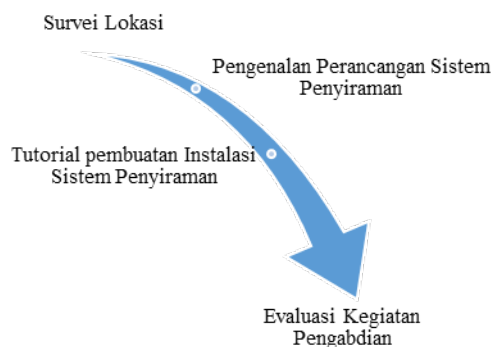 Survei Lokasi
Pengenalan Perancangan Sistem
Penyiraman
Tutorial pembuatan Instalasi
Sistem Penyiraman
Evaluasi Kegiatan
Pengabdian